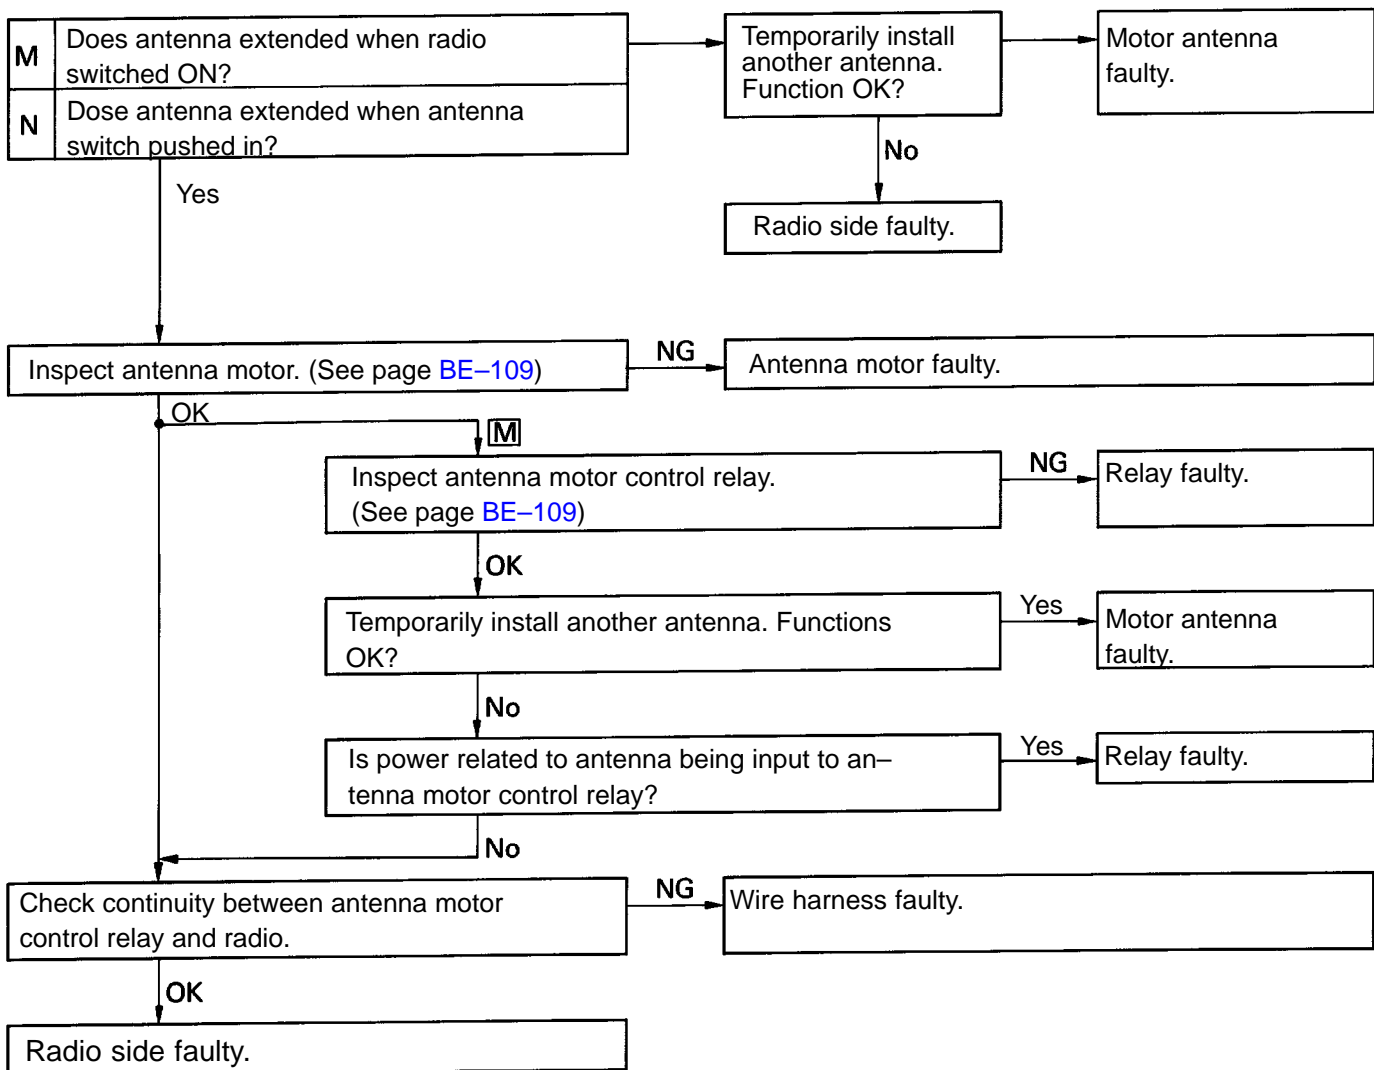 M
Does antenna extended when radio
switched ON?
N
Dose antenna extended when antenna
switch pushed in?
Temporarily install
another antenna.
Function OK?
Motor antenna
faulty.
No
Yes
Radio side faulty.
Inspect antenna motor. (See page BE–109)
NG
Antenna motor faulty.
OK
M
Inspect antenna motor control relay.
(See page BE–109)
NG
Relay faulty.
OK
Temporarily install another antenna. Functions
OK?
Yes
Motor antenna
faulty.
No
Is power related to antenna being input to an–
tenna motor control relay?
Yes
Relay faulty.
No
Check continuity between antenna motor
control relay and radio.
NG
Wire harness faulty.
OK
Radio side faulty.